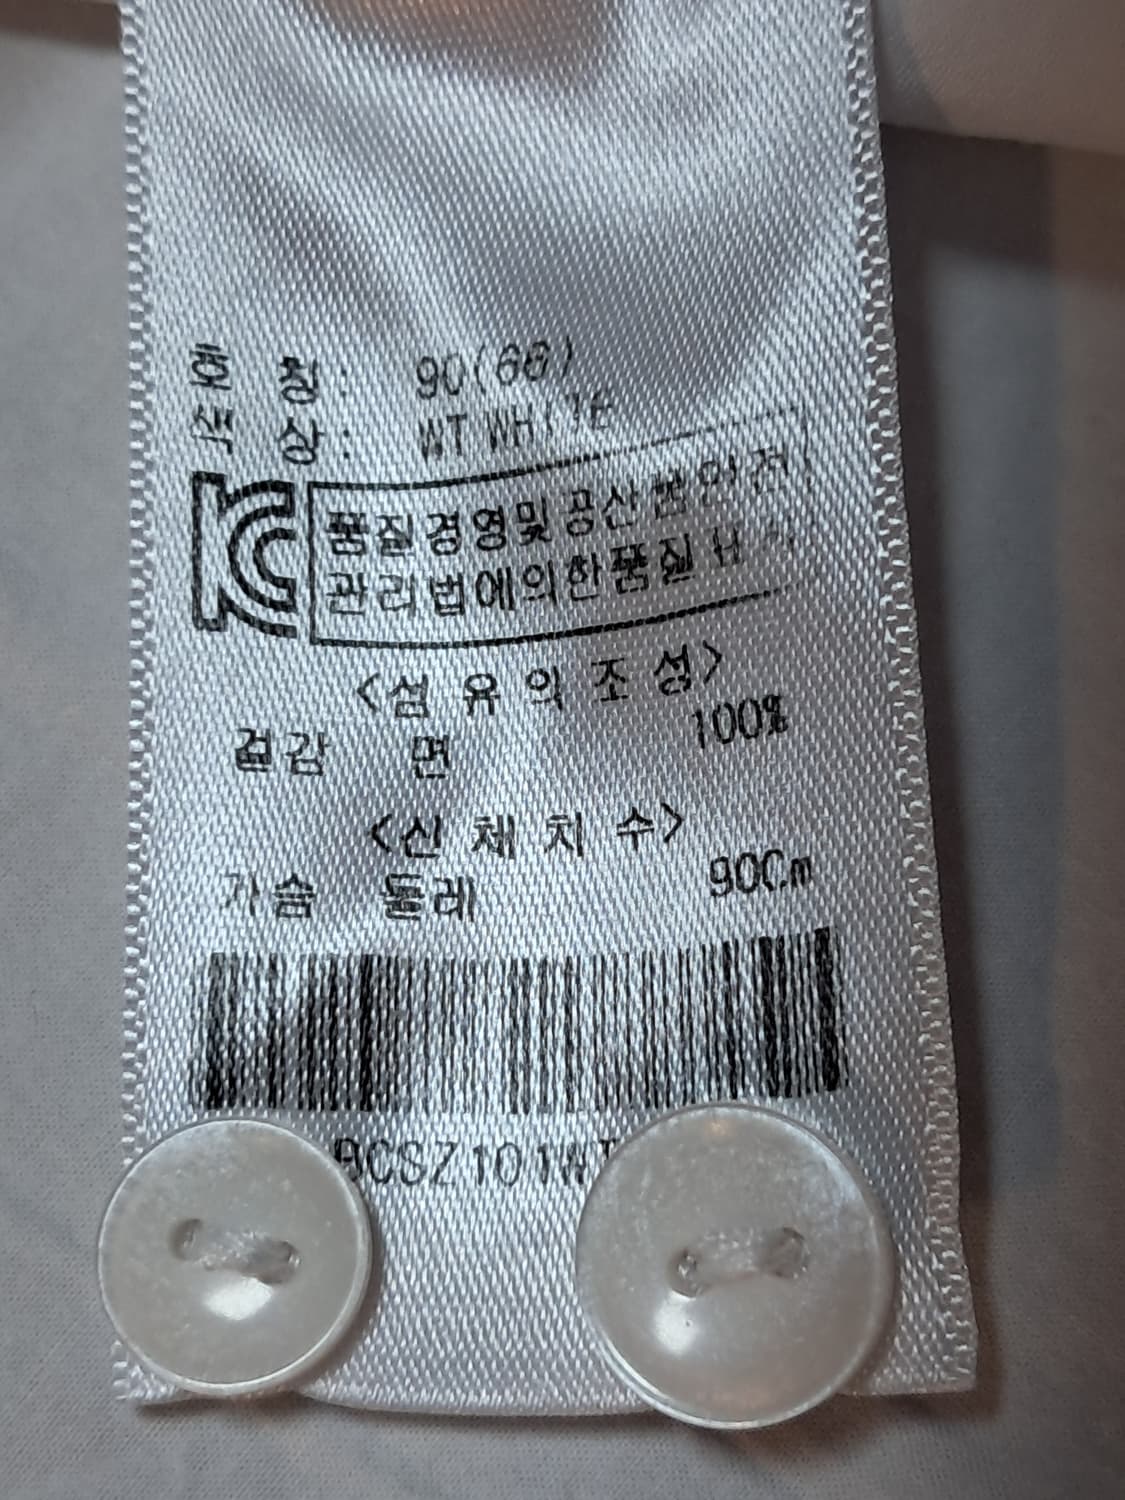 호 칭: 90(66)
색 상: WT WHITE
KC
품질경영및공산품안전
관리법에의한품질
<섬 유 의 조 성>
겉감 면 100%
<신 체 치 수>
가슴 둘레 90Cm
BCSZ101WT